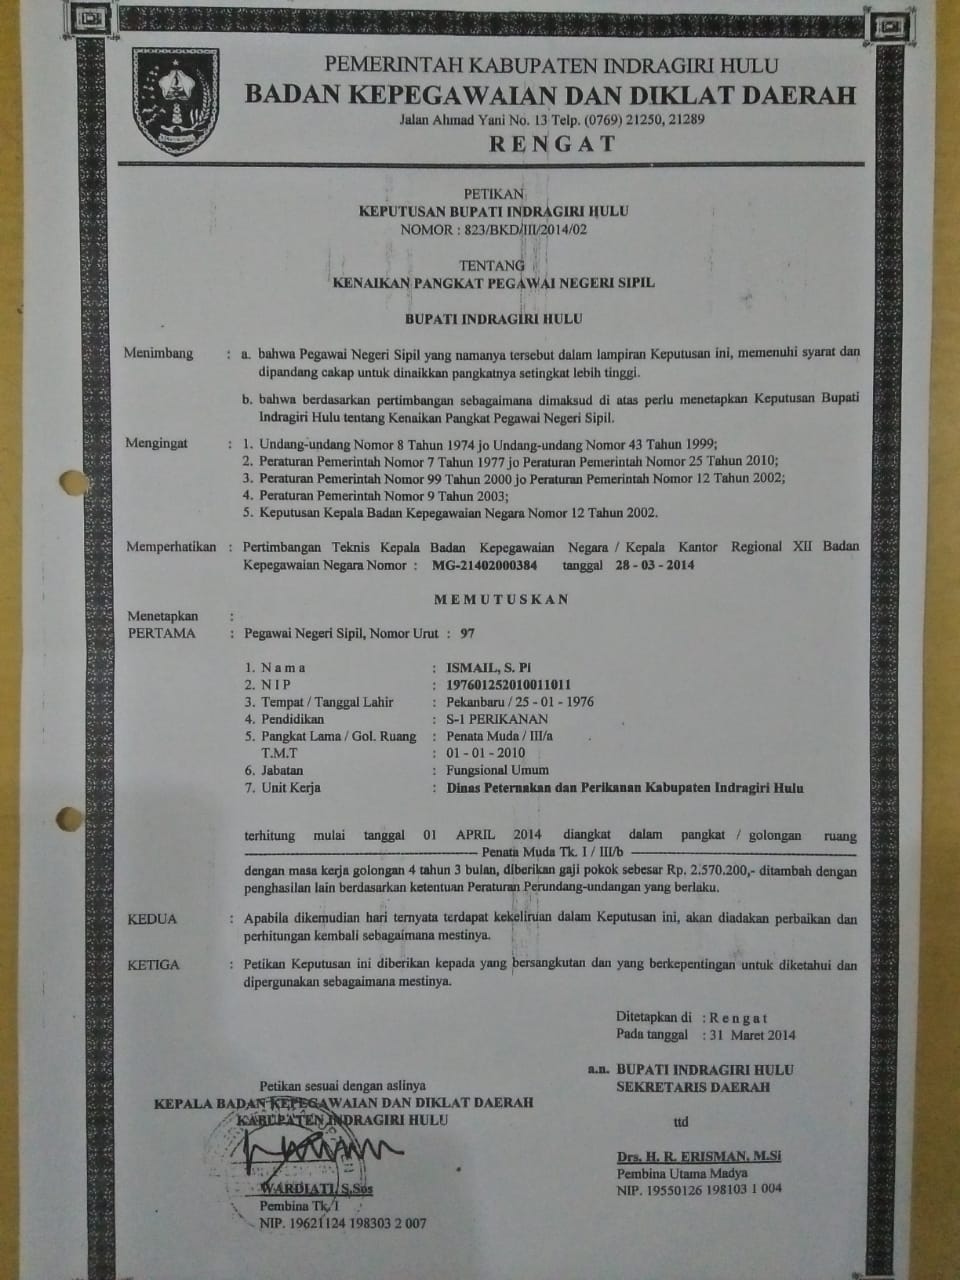 PEMERINTAH KABUPATEN INDRAGIRI HULU
BADAN KEPEGAWAIAN DAN DIKLAT DAERAH
Jalan Ahmad Yani No. 13 Telp. (0769) 21250, 21289
R E N G A T
PETIKAN
KEPUTUSAN BUPATI INDRAGIRI HULU
NOMOR : 823/BKD/III/2014/02
TENTANG
KENAIKAN PANGKAT PEGAWAI NEGERI SIPIL
BUPATI INDRAGIRI HULU
Menimbang : a. bahwa Pegawai Negeri Sipil yang namanya tersebut dalam lampiran Keputusan ini, memenuhi syarat dan
dipandang cakap untuk dinaikkan pangkatnya setingkat lebih tinggi.
b. bahwa berdasarkan pertimbangan sebagaimana dimaksud di atas perlu menetapkan Keputusan Bupati
Indragiri Hulu tentang Kenaikan Pangkat Pegawai Negeri Sipil.
Mengingat : 1. Undang-undang Nomor 8 Tahun 1974 jo Undang-undang Nomor 43 Tahun 1999;
2. Peraturan Pemerintah Nomor 7 Tahun 1977 jo Peraturan Pemerintah Nomor 25 Tahun 2010;
3. Peraturan Pemerintah Nomor 99 Tahun 2000 jo Peraturan Pemerintah Nomor 12 Tahun 2002;
4. Peraturan Pemerintah Nomor 9 Tahun 2003;
5. Keputusan Kepala Badan Kepegawaian Negara Nomor 12 Tahun 2002.
Memperhatikan : Pertimbangan Teknis Kepala Badan Kepegawaian Negara / Kepala Kantor Regional XII Badan
Kepegawaian Negara Nomor : MG-21402000384 tanggal 28 - 03 - 2014
M E M U T U S K A N
Menetapkan :
PERTAMA : Pegawai Negeri Sipil, Nomor Urut : 97
1. N a m a : ISMAIL, S. Pi
2. N I P : 197601252010011011
3. Tempat / Tanggal Lahir : Pekanbaru / 25 - 01 - 1976
4. Pendidikan : S-1 PERIKANAN
5. Pangkat Lama / Gol. Ruang : Penata Muda / III/a
T.M.T : 01 - 01 - 2010
6. Jabatan : Fungsional Umum
7. Unit Kerja : Dinas Peternakan dan Perikanan Kabupaten Indragiri Hulu
terhitung mulai tanggal 01 APRIL 2014 diangkat dalam pangkat / golongan ruang
Penata Muda Tk. I / III/b
dengan masa kerja golongan 4 tahun 3 bulan, diberikan gaji pokok sebesar Rp. 2.570.200,- ditambah dengan
penghasilan lain berdasarkan ketentuan Peraturan Perundang-undangan yang berlaku.
KEDUA : Apabila dikemudian hari ternyata terdapat kekeliruan dalam Keputusan ini, akan diadakan perbaikan dan
perhitungan kembali sebagaimana mestinya.
KETIGA : Petikan Keputusan ini diberikan kepada yang bersangkutan dan yang berkepentingan untuk diketahui dan
dipergunakan sebagaimana mestinya.
Ditetapkan di : R e n g a t
Pada tanggal : 31 Maret 2014
a.n. BUPATI INDRAGIRI HULU
SEKRETARIS DAERAH
ttd
Drs. H. R. ERISMAN, M.Si
Pembina Utama Madya
NIP. 19550126 198103 1 004
Petikan sesuai dengan aslinya
KEPALA BADAN KEPEGAWAIAN DAN DIKLAT DAERAH
KABUPATEN INDRAGIRI HULU
WARDIATI, S.Sos
Pembina Tk. I
NIP. 19621124 198303 2 007